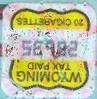 20 CIGARETTES
WYOMING
TAX PAID